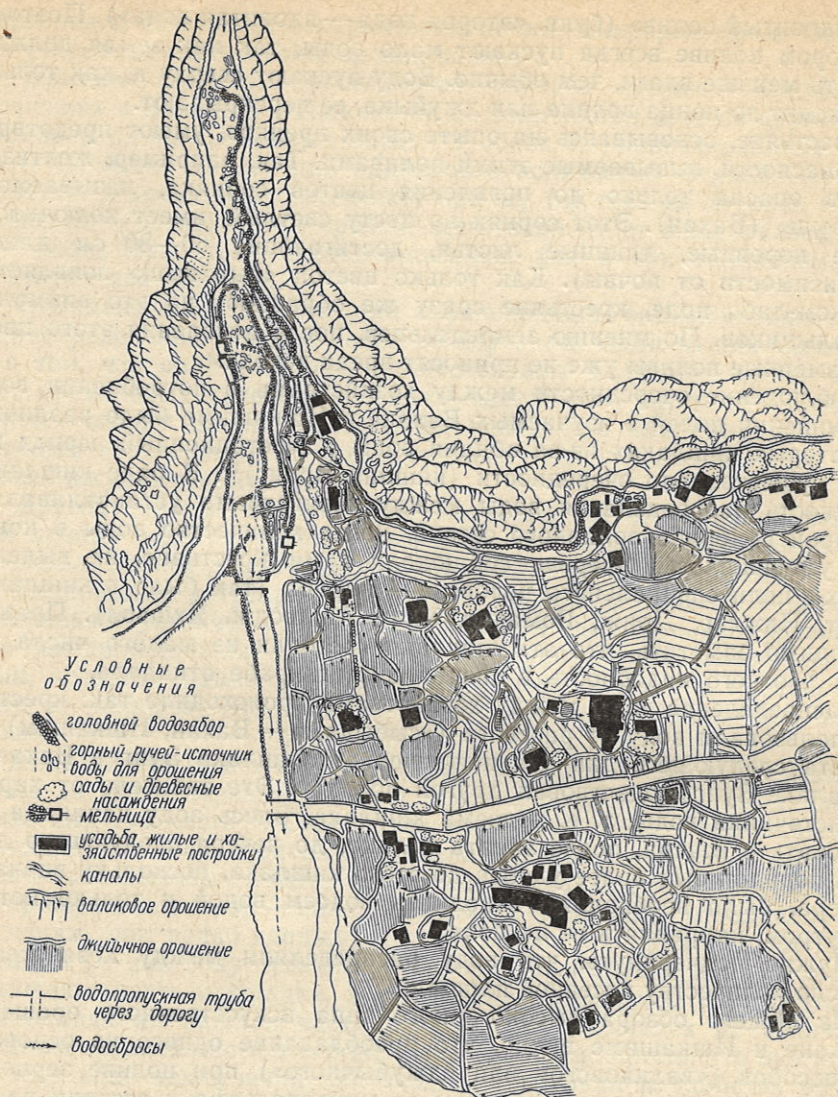 Условные
обозначения
головной водозабор
горный ручей-источник
воды для орошения
сады и древесные
насаждения
мельница
усадьба, жилые и хо-
зяйственные постройки
каналы
валиковое орошение
джуйычное орошение
водопропускная труба
через дорогу
водосбросы